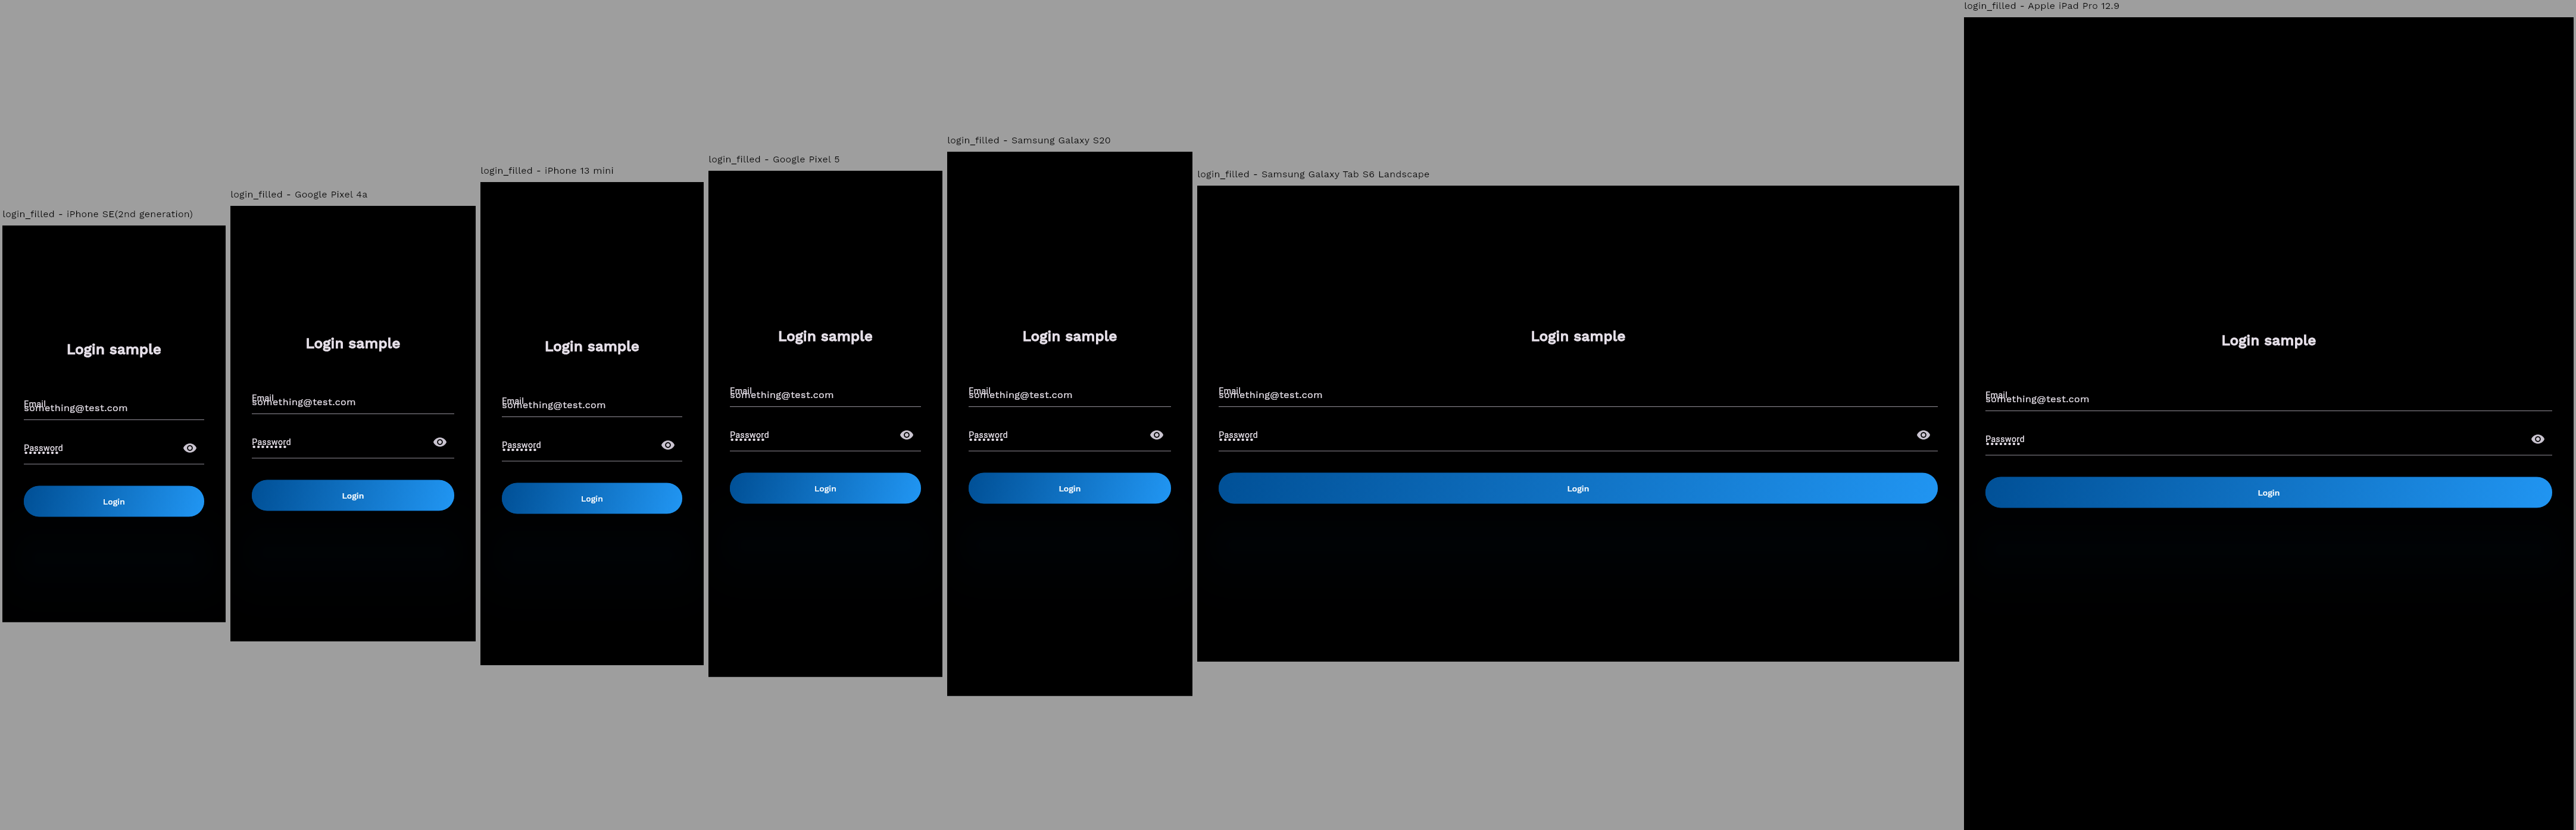 login_filled - iPhone SE(2nd generation)
Login sample
Email
something@test.com
Password
Login
login_filled - Google Pixel 4a
Login sample
Email
something@test.com
Password
Login
login_filled - iPhone 13 mini
Login sample
Email
something@test.com
Password
Login
login_filled - Google Pixel 5
Login sample
Email
something@test.com
Password
Login
login_filled - Samsung Galaxy S20
Login sample
Email
something@test.com
Password
Login
login_filled - Samsung Galaxy Tab S6 Landscape
Login sample
Email
something@test.com
Password
Login
login_filled - Apple iPad Pro 12.9
Login sample
Email
something@test.com
Password
Login